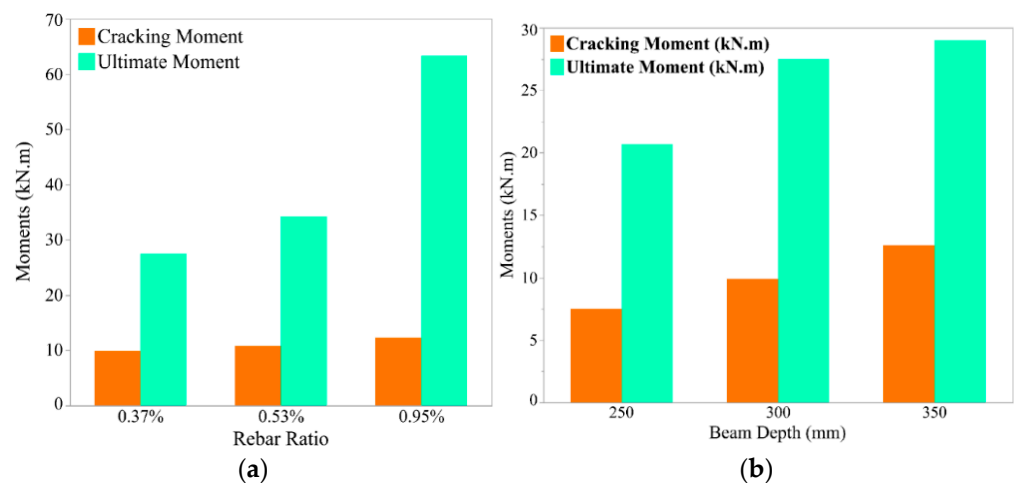 70
60
50
40
30
20
10
0
Moments (kN.m)
Cracking Moment
Ultimate Moment
0.37% 0.53% 0.95%
Rebar Ratio
(a)
30
25
20
15
10
5
0
Moments (kN.m)
Cracking Moment (kN.m)
Ultimate Moment (kN.m)
250 300 350
Beam Depth (mm)
(b)